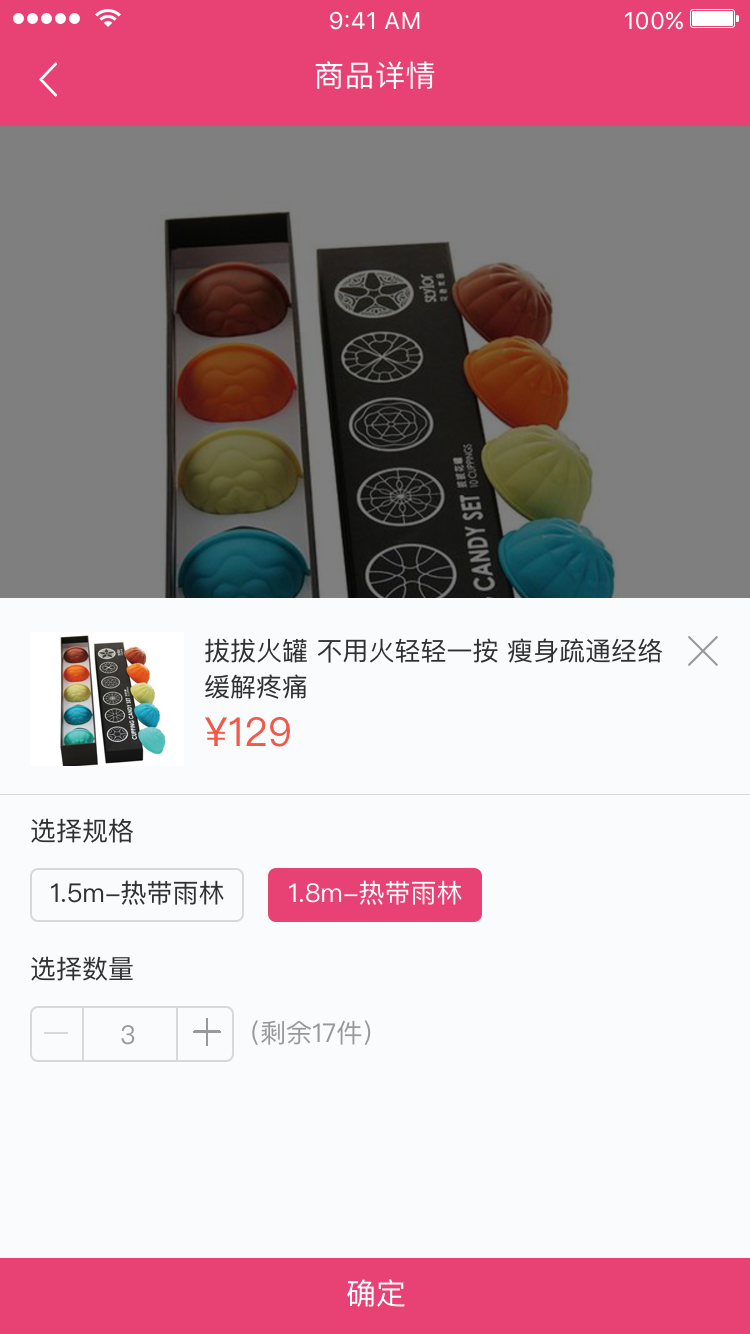 9:41 AM
100%
商品详情
sailor
CANDY SET
10 CUPPINGS
拔拔火罐 不用火轻轻一按 瘦身疏通经络
缓解疼痛
¥129
选择规格
1.5m-热带雨林
1.8m-热带雨林
选择数量
3
(剩余17件)
确定